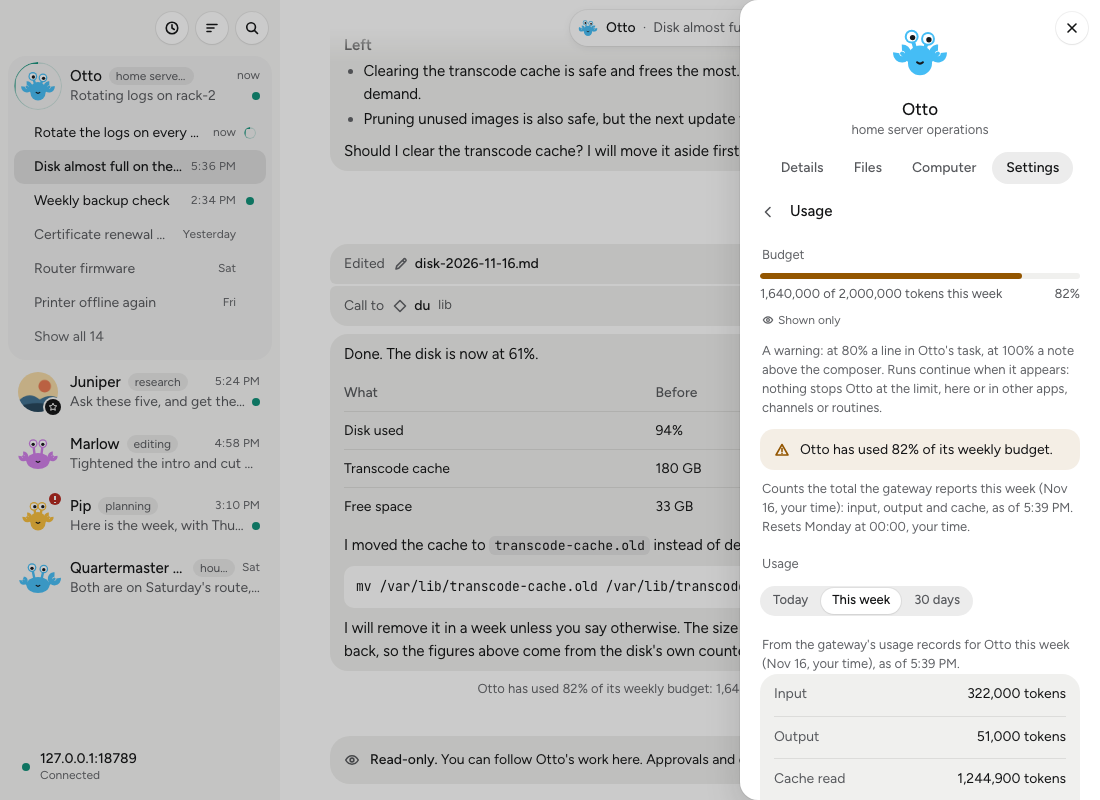 Otto home serve... now
Rotating logs on rack-2
Rotate the logs on every ... now
Disk almost full on the... 5:36 PM
Weekly backup check 2:34 PM
Certificate renewal ... Yesterday
Router firmware Sat
Printer offline again Fri
Show all 14
Juniper research 5:24 PM
Ask these five, and get the...
Marlow editing 4:58 PM
Tightened the intro and cut ...
Pip planning 3:10 PM
Here is the week, with Thu...
Quartermaster ... hou... Sat
Both are on Saturday's route,...
127.0.0.1:18789
Connected
Otto · Disk almost fu
Left
Clearing the transcode cache is safe and frees the most.
demand.
Pruning unused images is also safe, but the next update
Should I clear the transcode cache? I will move it aside first
Edited disk-2026-11-16.md
Call to du lib
Done. The disk is now at 61%.
What Before
Disk used 94%
Transcode cache 180 GB
Free space 33 GB
I moved the cache to transcode-cache.old instead of de
mv /var/lib/transcode-cache.old /var/lib/transcod
I will remove it in a week unless you say otherwise. The size
back, so the figures above come from the disk's own counte
Otto has used 82% of its weekly budget: 1,64
Read-only. You can follow Otto's work here. Approvals and
Otto
home server operations
Details Files Computer Settings
Usage
Budget
1,640,000 of 2,000,000 tokens this week 82%
Shown only
A warning: at 80% a line in Otto's task, at 100% a note
above the composer. Runs continue when it appears:
nothing stops Otto at the limit, here or in other apps,
channels or routines.
Otto has used 82% of its weekly budget.
Counts the total the gateway reports this week (Nov
16, your time): input, output and cache, as of 5:39 PM.
Resets Monday at 00:00, your time.
Usage
Today This week 30 days
From the gateway's usage records for Otto this week
(Nov 16, your time), as of 5:39 PM.
Input 322,000 tokens
Output 51,000 tokens
Cache read 1,244,900 tokens